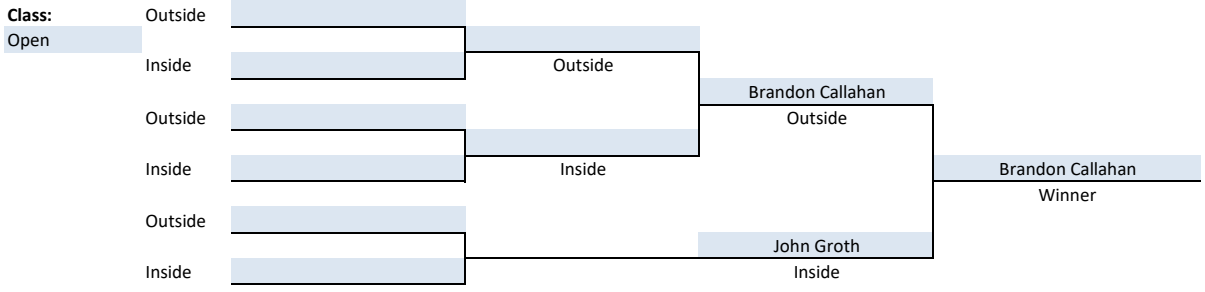 Class: Outside
Open
Inside Outside
Brandon Callahan
Outside Outside
Inside Inside Brandon Callahan
Winner
Outside
John Groth
Inside Inside